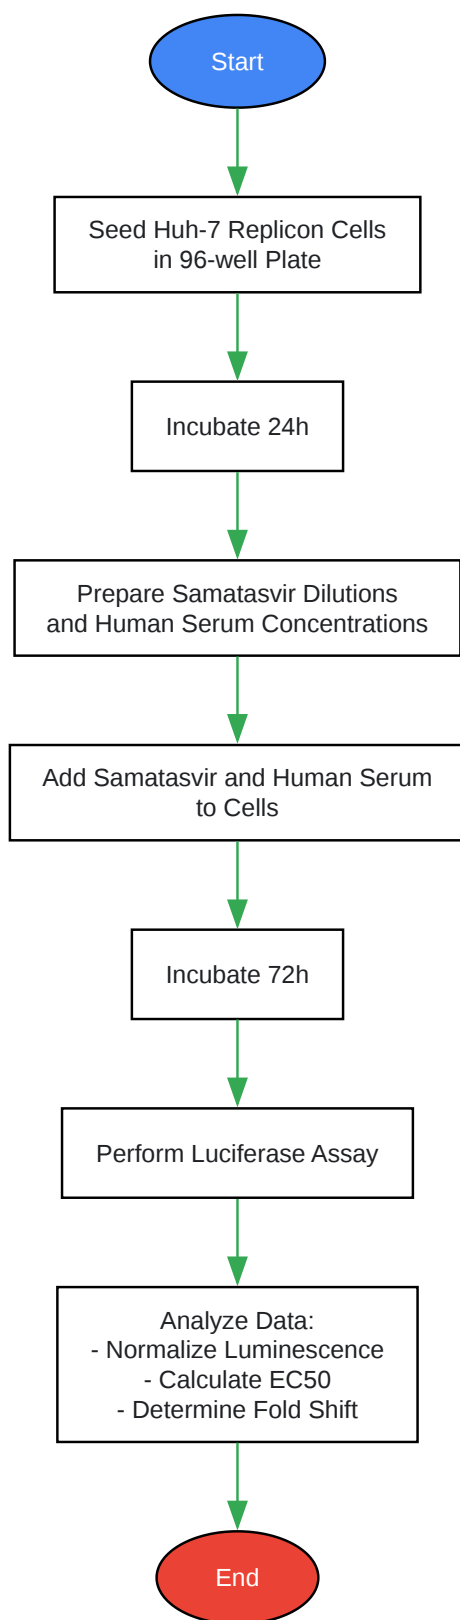 Start
Seed Huh-7 Replicon Cells
in 96-well Plate
Incubate 24h
Prepare Samatasvir Dilutions
and Human Serum Concentrations
Add Samatasvir and Human Serum
to Cells
Incubate 72h
Perform Luciferase Assay
Analyze Data:
- Normalize Luminescence
- Calculate EC50
- Determine Fold Shift
End